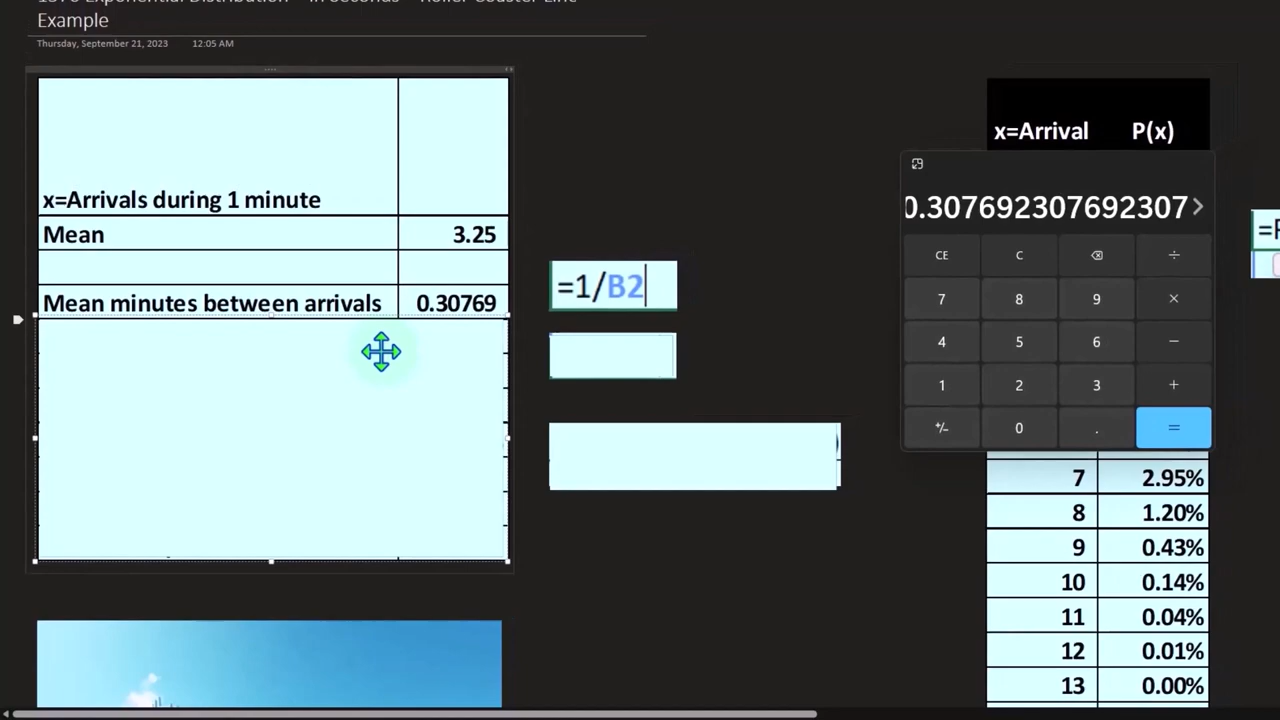 Example
Thursday, September 21, 2023 12:05 AM
x=Arrivals during 1 minute
Mean 3.25
Mean minutes between arrivals 0.30769
=1/B2
x=Arrival P(x)
0.307692307692307
CE C ÷
7 8 9 ×
4 5 6 −
1 2 3 +
+/− 0 . =
7 2.95%
8 1.20%
9 0.43%
10 0.14%
11 0.04%
12 0.01%
13 0.00%